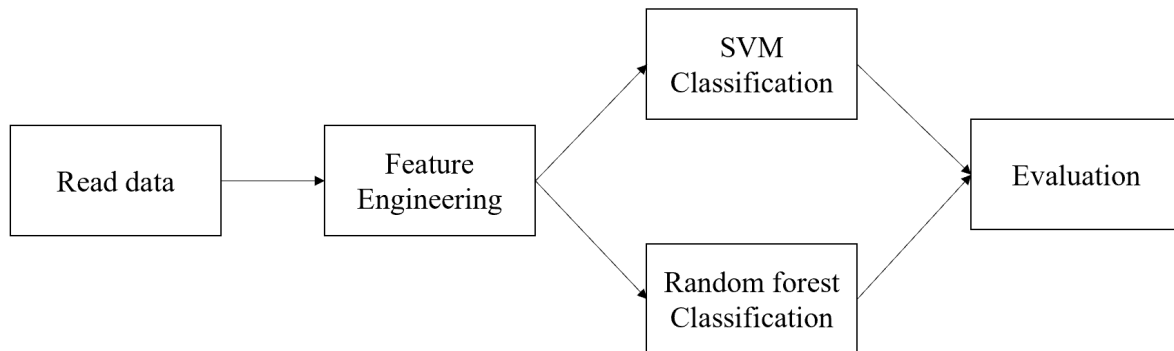 Read data
Feature
Engineering
SVM
Classification
Random forest
Classification
Evaluation